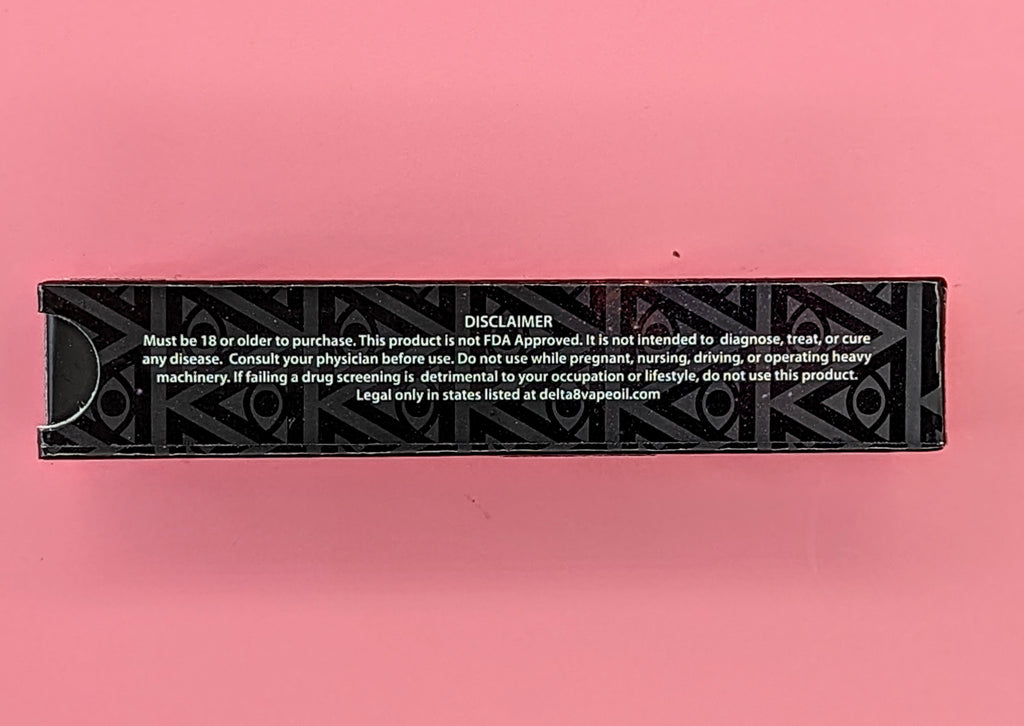 DISCLAIMER
Must be 18 or older to purchase. This product is not FDA Approved. It is not intended to diagnose, treat, or cure
any disease. Consult your physician before use. Do not use while pregnant, nursing, driving, or operating heavy
machinery. If failing a drug screening is detrimental to your occupation or lifestyle, do not use this product.
Legal only in states listed at delta8vapeoil.com